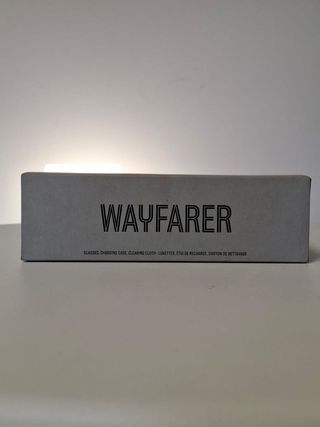 WAYFARER
GLASSES, CHARGING CASE, CLEANING CLOTH · LUNETTES, ÉTUI DE RECHARGE, CHIFFON DE NETTOYAGE